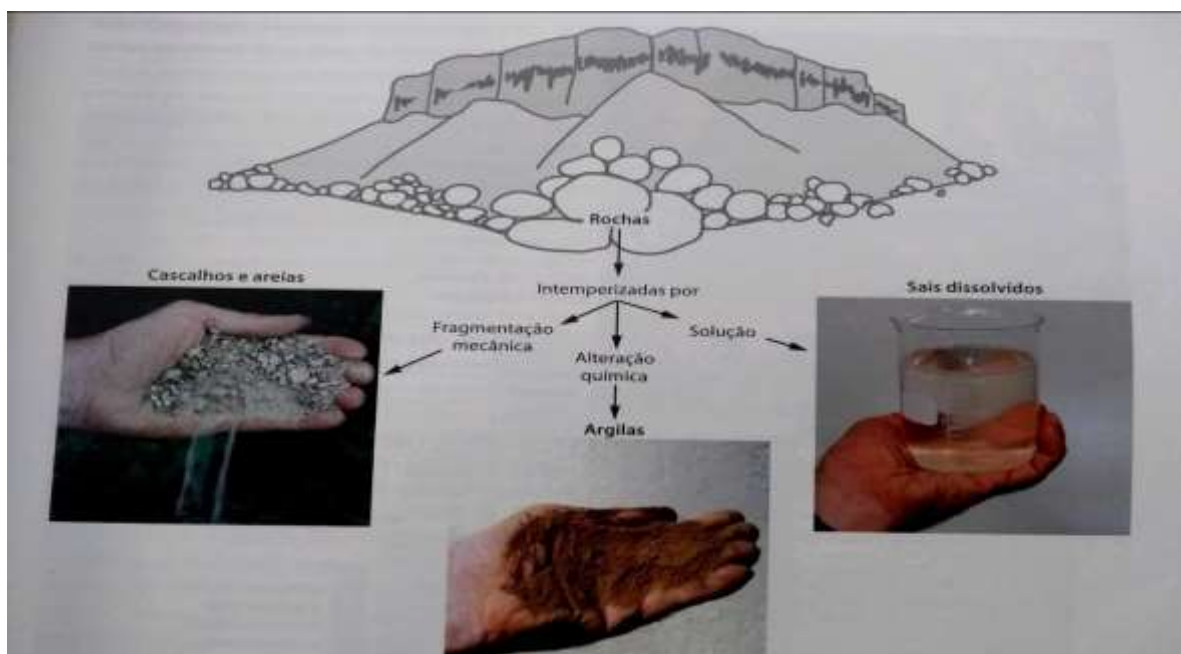 Rochas
Intemperizadas por
Cascalhos e areias
Fragmentação
mecânica
Alteração
química
Argilas
Solução
Sais dissolvidos